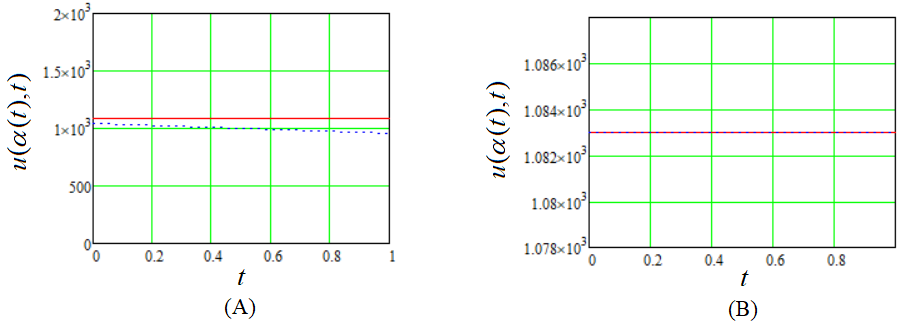 2×10³
1.5×10³
1×10³
500
0
u(α(t),t)
0 0.2 0.4 0.6 0.8 1
t
(A)
1.086×10³
1.084×10³
1.082×10³
1.08×10³
1.078×10³
u(α(t),t)
0 0.2 0.4 0.6 0.8
t
(B)